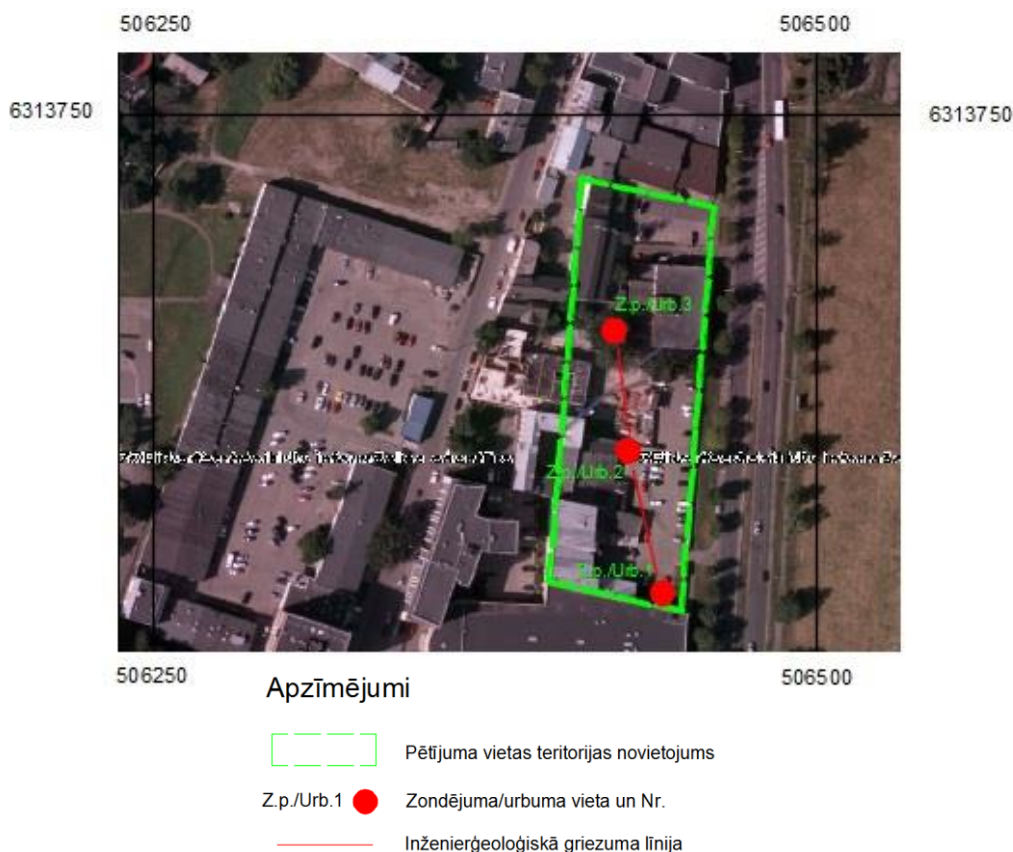 506250 506500
6313750 6313750
Z.p./Urb.3
Z.p./Urb.2
Z.p./Urb.1
506250 506500
Apzīmējumi
Pētījuma vietas teritorijas novietojums
Z.p./Urb.1 Zondējuma/urbuma vieta un Nr.
Inženierģeoloģiskā griezuma līnija